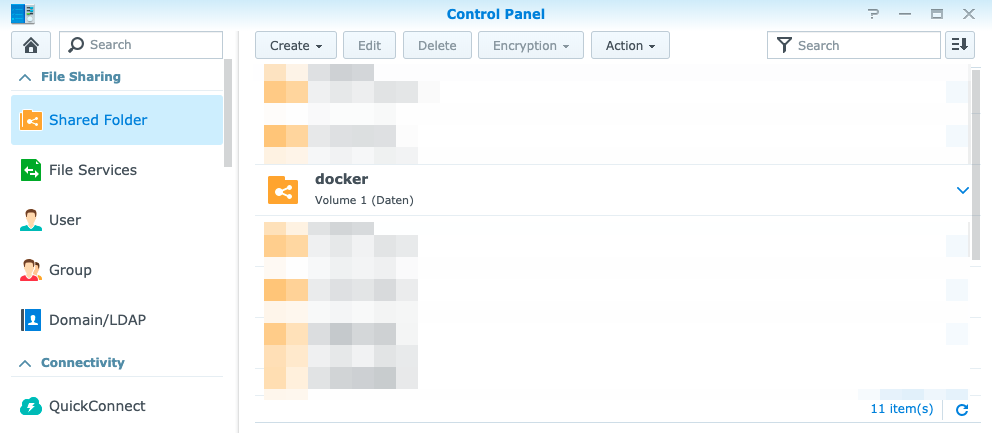 Control Panel
Search
Create Edit Delete Encryption Action Search
File Sharing
Shared Folder
File Services
User
Group
Domain/LDAP
Connectivity
QuickConnect
docker
Volume 1 (Daten)
11 item(s)